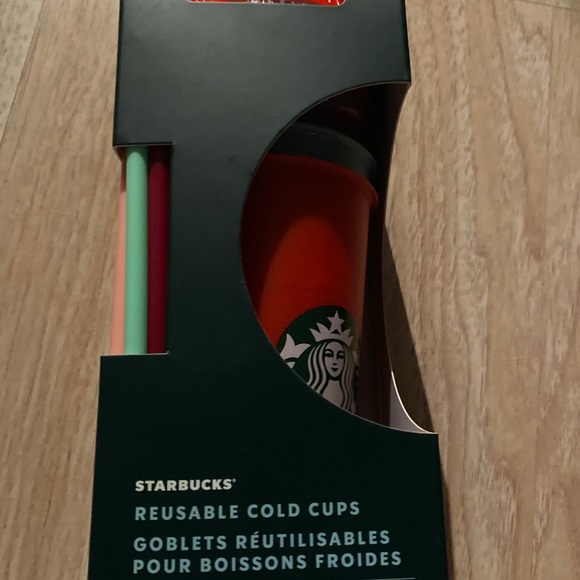 STARBUCKS®
REUSABLE COLD CUPS
GOBLETS RÉUTILISABLES
POUR BOISSONS FROIDES